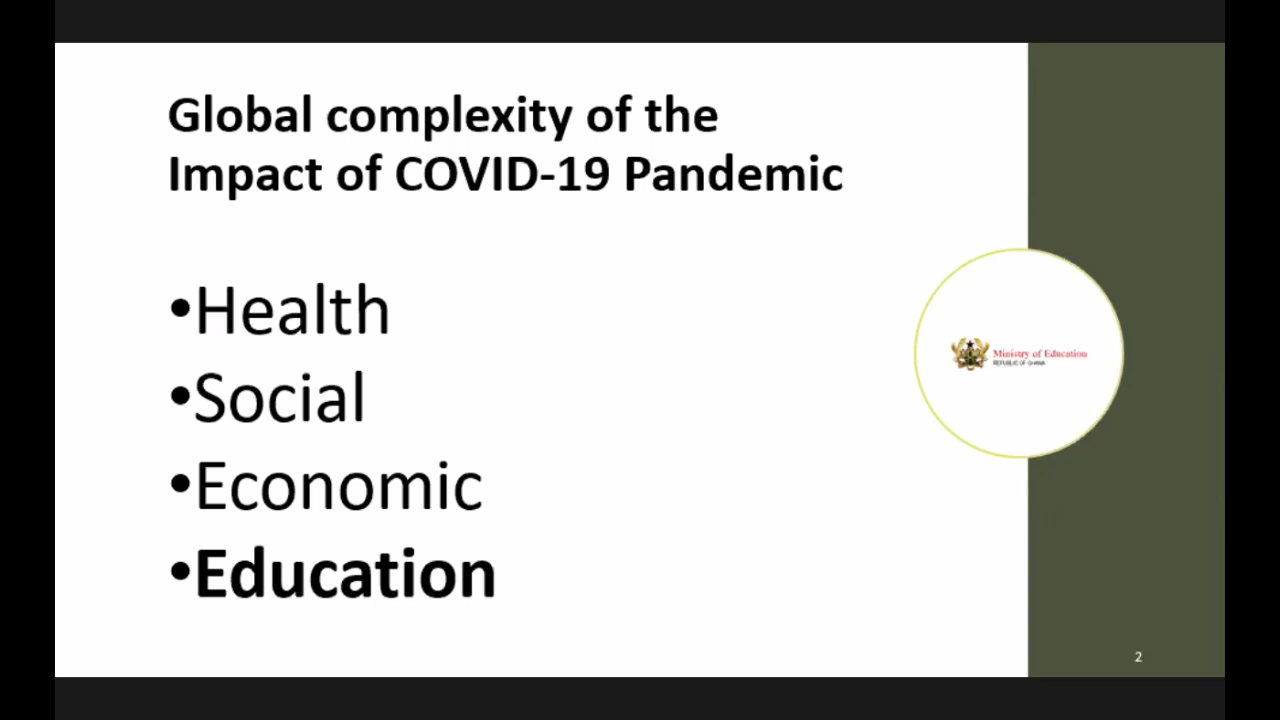 Global complexity of the
Impact of COVID-19 Pandemic
•Health
•Social
•Economic
•Education
Ministry of Education
REPUBLIC OF GHANA
2